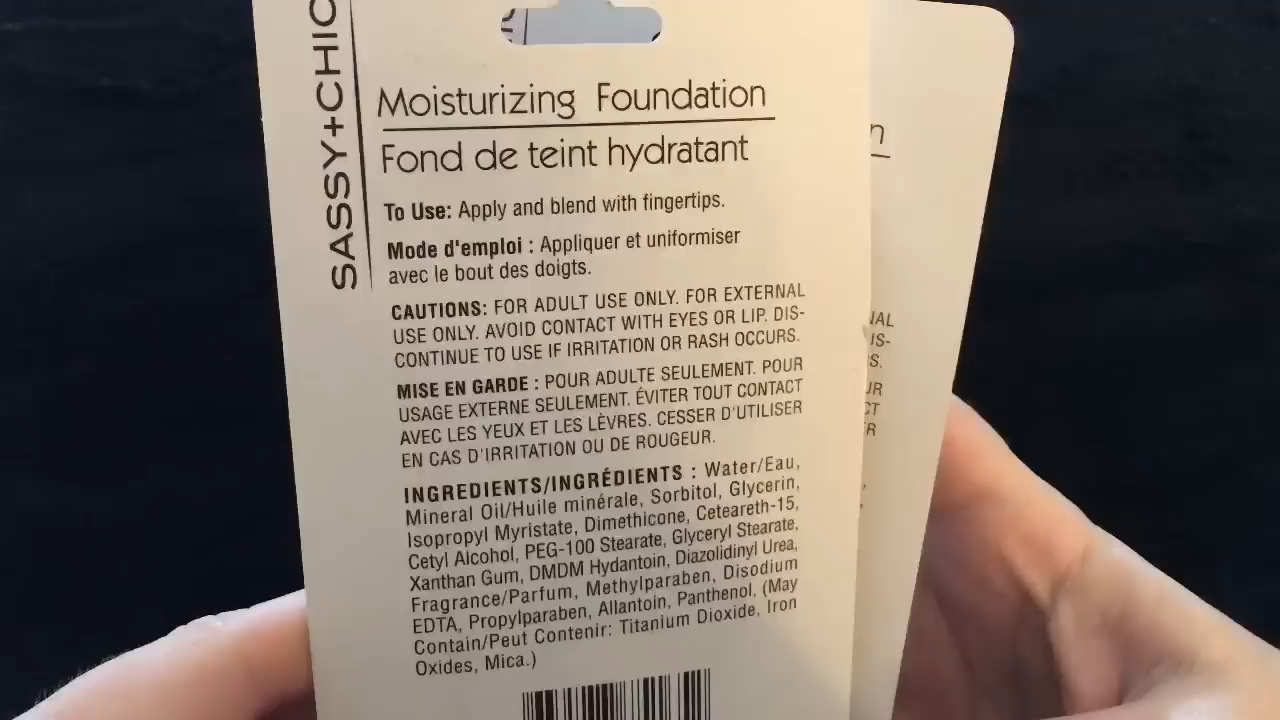 SASSY+CHIC
Moisturizing Foundation
Fond de teint hydratant
To Use: Apply and blend with fingertips.
Mode d'emploi : Appliquer et uniformiser
avec le bout des doigts.
CAUTIONS: FOR ADULT USE ONLY. FOR EXTERNAL
USE ONLY. AVOID CONTACT WITH EYES OR LIP. DIS-
CONTINUE TO USE IF IRRITATION OR RASH OCCURS.
MISE EN GARDE : POUR ADULTE SEULEMENT. POUR
USAGE EXTERNE SEULEMENT. ÉVITER TOUT CONTACT
AVEC LES YEUX ET LES LÈVRES. CESSER D'UTILISER
EN CAS D'IRRITATION OU DE ROUGEUR.
INGREDIENTS/INGRÉDIENTS : Water/Eau,
Mineral Oil/Huile minérale, Sorbitol, Glycerin,
Isopropyl Myristate, Dimethicone, Ceteareth-15,
Cetyl Alcohol, PEG-100 Stearate, Glyceryl Stearate,
Xanthan Gum, DMDM Hydantoin, Diazolidinyl Urea,
Fragrance/Parfum, Methylparaben, Disodium
EDTA, Propylparaben, Allantoin, Panthenol, (May
Contain/Peut Contenir: Titanium Dioxide, Iron
Oxides, Mica.)